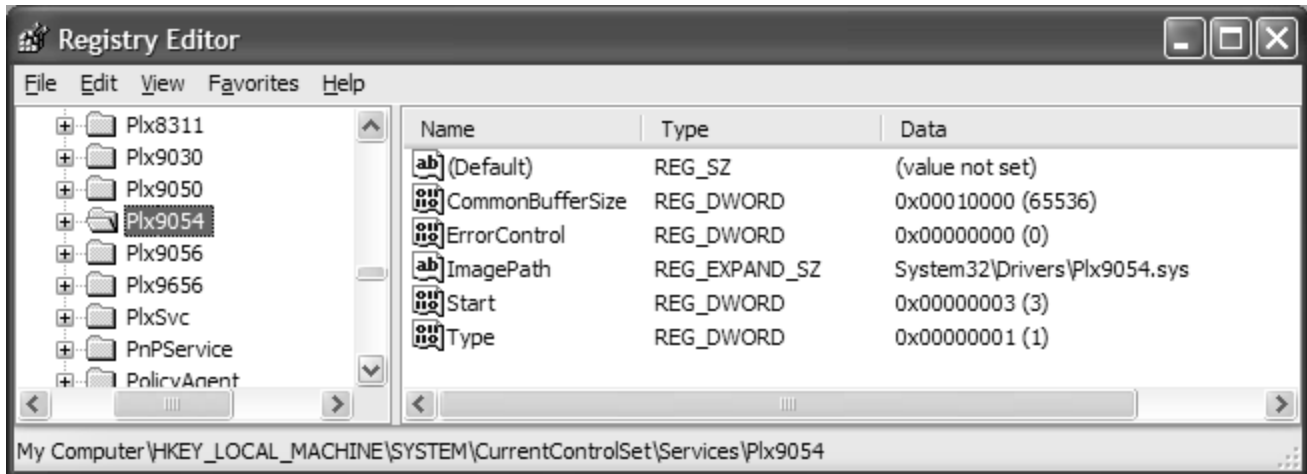 Registry Editor
File Edit View Favorites Help
Plx8311
Plx9030
Plx9050
Plx9054
Plx9056
Plx9656
PlxSvc
PnPService
PolicyAgent
Name Type Data
(Default) REG_SZ (value not set)
CommonBufferSize REG_DWORD 0x00010000 (65536)
ErrorControl REG_DWORD 0x00000000 (0)
ImagePath REG_EXPAND_SZ System32\Drivers\Plx9054.sys
Start REG_DWORD 0x00000003 (3)
Type REG_DWORD 0x00000001 (1)
My Computer\HKEY_LOCAL_MACHINE\SYSTEM\CurrentControlSet\Services\Plx9054